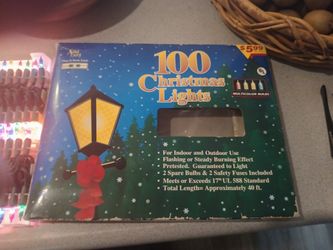 $5.99
100
Christmas
Lights
MULTICOLOR BULBS
For Indoor and Outdoor Use
Flashing or Steady Burning Effect
Pretested. Guaranteed to Light
2 Spare Bulbs & 2 Safety Fuses Included
Meets or Exceeds 17th UL 588 Standard
Total Length= Approximately 40 ft.